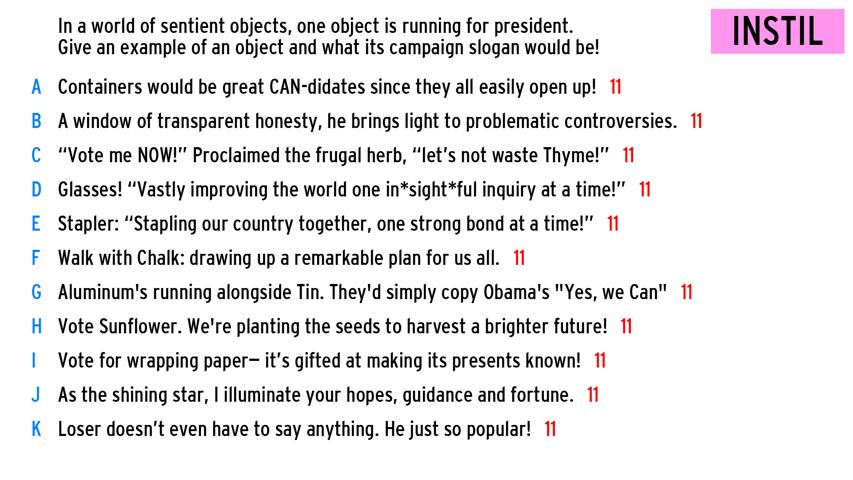 In a world of sentient objects, one object is running for president.
Give an example of an object and what its campaign slogan would be!
INSTIL
A Containers would be great CAN-didates since they all easily open up! 11
B A window of transparent honesty, he brings light to problematic controversies. 11
C “Vote me NOW!” Proclaimed the frugal herb, “let’s not waste Thyme!” 11
D Glasses! “Vastly improving the world one in*sight*ful inquiry at a time!” 11
E Stapler: “Stapling our country together, one strong bond at a time!” 11
F Walk with Chalk: drawing up a remarkable plan for us all. 11
G Aluminum's running alongside Tin. They'd simply copy Obama's "Yes, we Can" 11
H Vote Sunflower. We're planting the seeds to harvest a brighter future! 11
I Vote for wrapping paper— it’s gifted at making its presents known! 11
J As the shining star, I illuminate your hopes, guidance and fortune. 11
K Loser doesn’t even have to say anything. He just so popular! 11